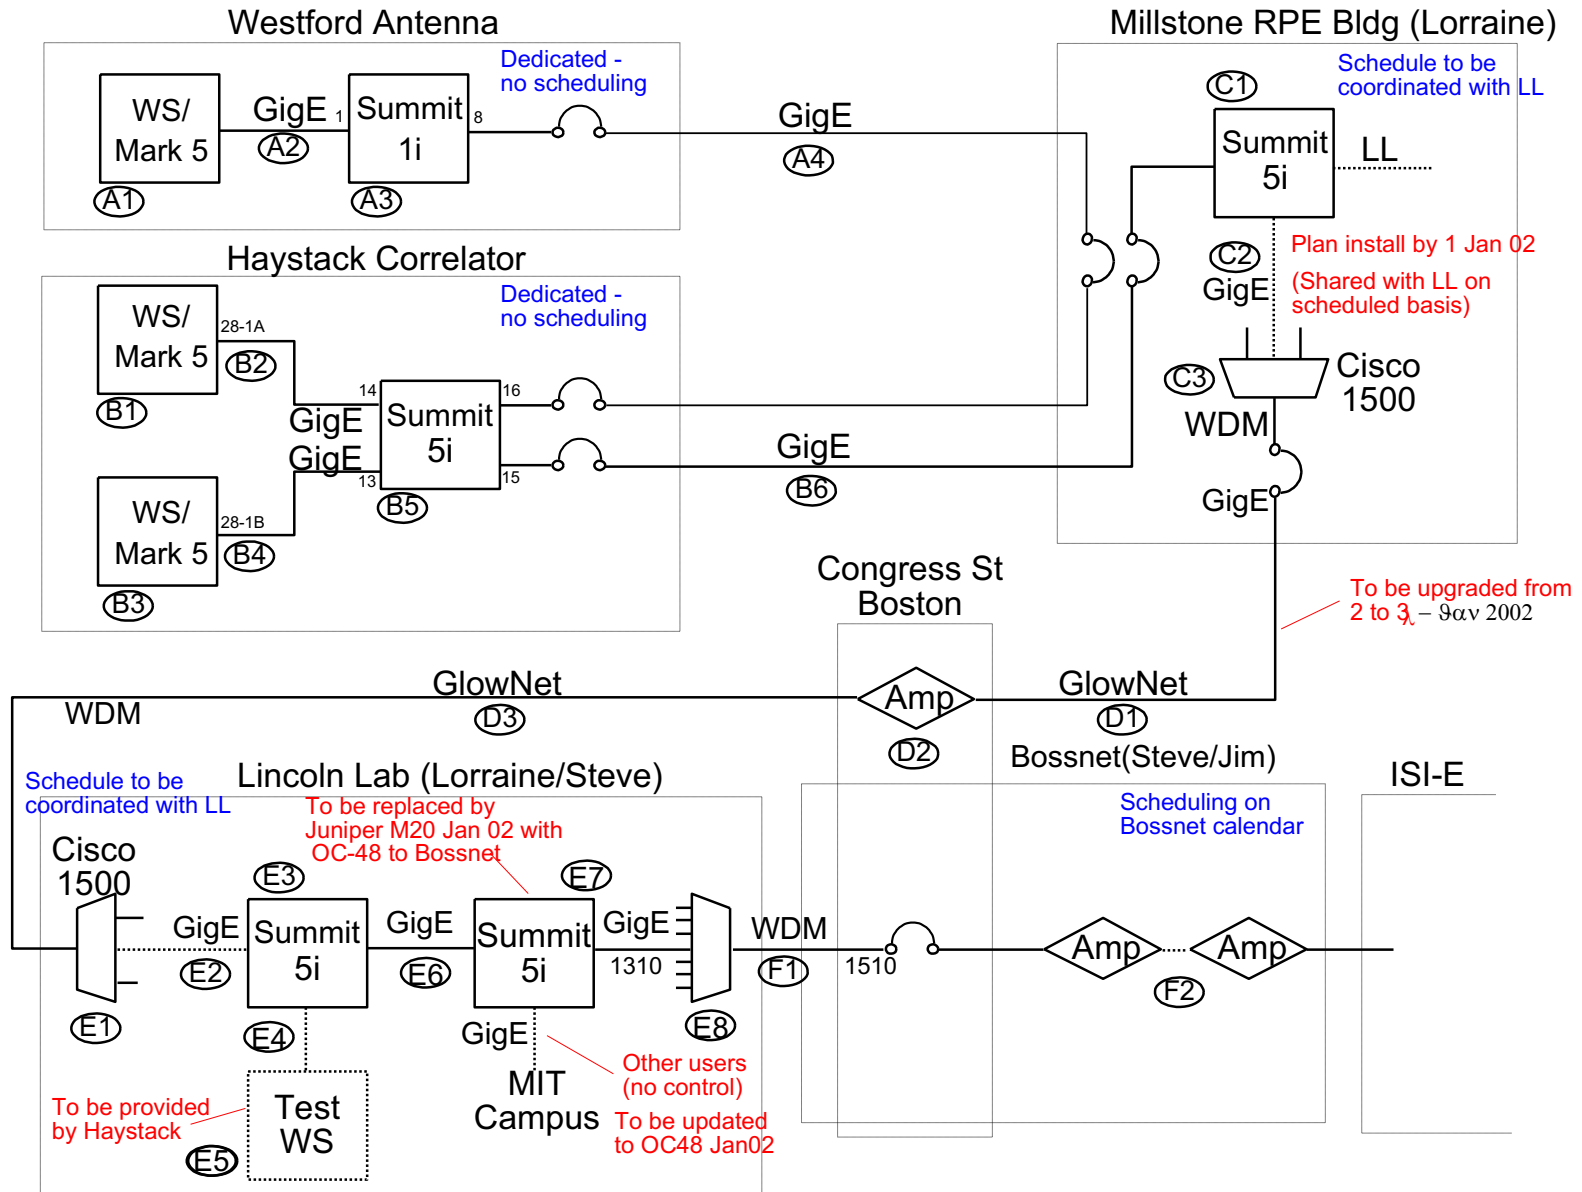 Westford Antenna
Dedicated -
no scheduling
WS/
Mark 5
A1
GigE
A2
1
Summit
1i
8
A3
GigE
A4
Millstone RPE Bldg (Lorraine)
Schedule to be
coordinated with LL
C1
Summit
5i
LL
C2
GigE
Plan install by 1 Jan 02
(Shared with LL on
scheduled basis)
C3
Cisco
1500
WDM
GigE
Haystack Correlator
Dedicated -
no scheduling
WS/
Mark 5
28-1A
B2
B1
14
GigE
GigE
13
Summit
5i
16
15
B5
WS/
Mark 5
28-1B
B4
B3
GigE
B6
To be upgraded from
2 to 3λ – ϑαν 2002
Congress St
Boston
Amp
D2
GlowNet
D1
GlowNet
D3
WDM
Lincoln Lab (Lorraine/Steve)
Schedule to be
coordinated with LL
To be replaced by
Juniper M20 Jan 02 with
OC-48 to Bossnet
Cisco
1500
E1
GigE
E2
E3
Summit
5i
E4
GigE
E6
E7
Summit
5i
GigE
1310
E8
GigE
MIT
Campus
Other users
(no control)
To be updated
to OC48 Jan02
To be provided
by Haystack
E5
Test
WS
Bossnet(Steve/Jim)
Scheduling on
Bossnet calendar
WDM
F1
1510
Amp
Amp
F2
ISI-E